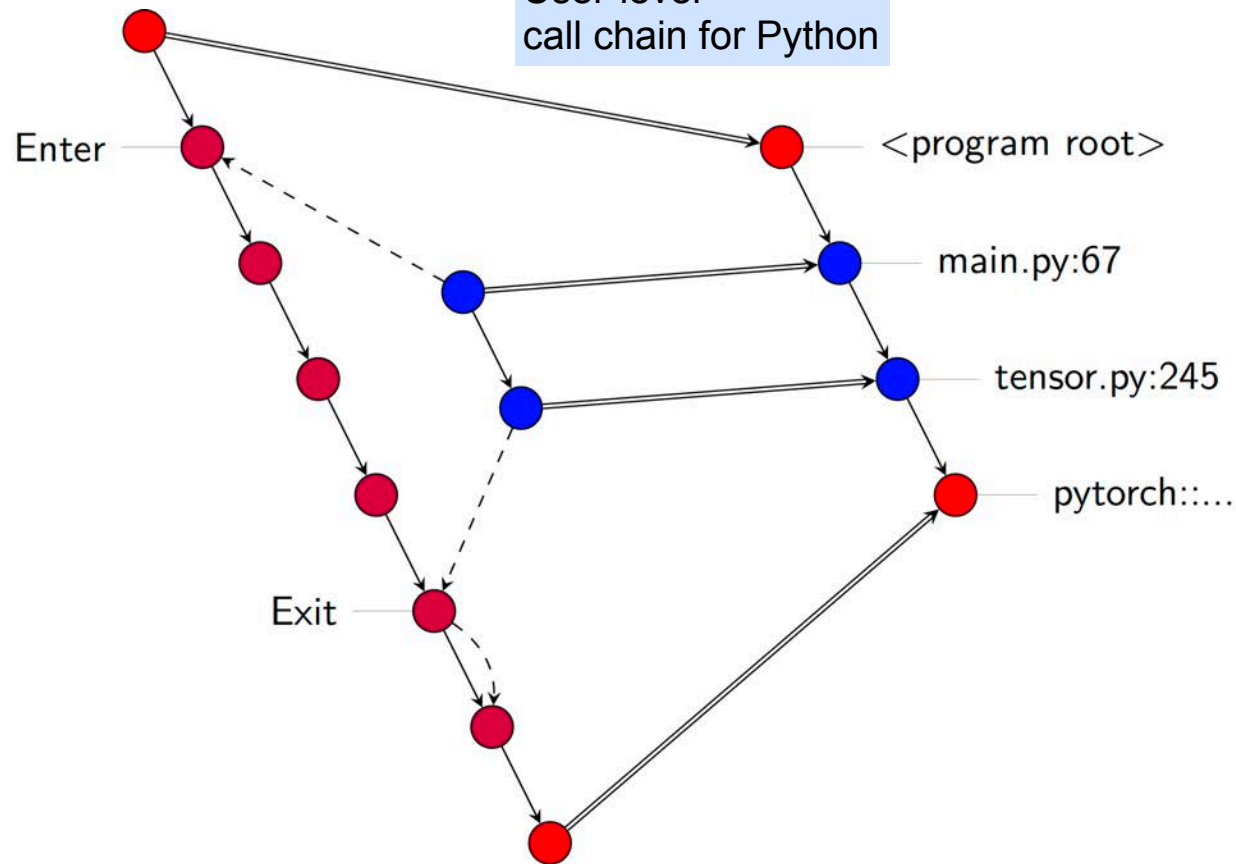 call chain for Python
Enter
<program root>
main.py:67
tensor.py:245
pytorch::...
Exit